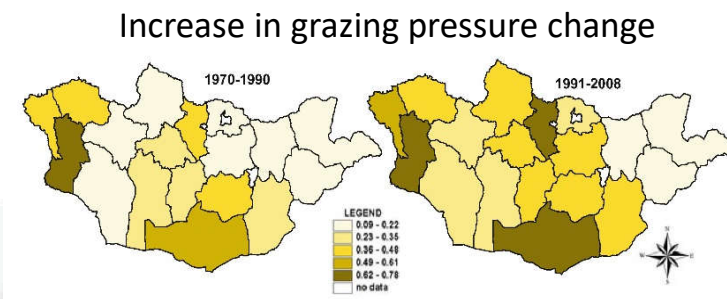 Increase in grazing pressure change
1970-1990
1991-2008
LEGEND
0.09 - 0.22
0.23 - 0.35
0.36 - 0.48
0.49 - 0.61
0.62 - 0.78
no data
N
W
E
S